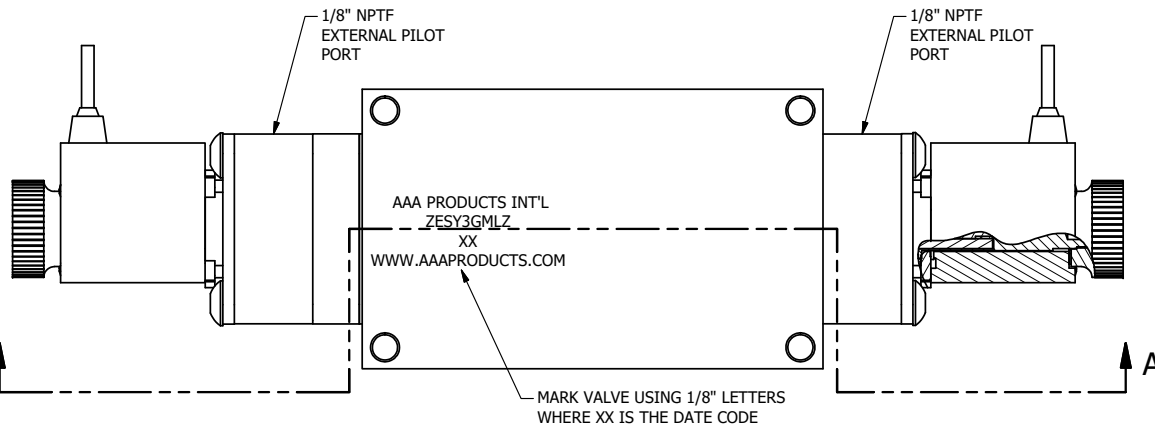 1/8" NPTF
EXTERNAL PILOT
PORT
1/8" NPTF
EXTERNAL PILOT
PORT
AAA PRODUCTS INT'L
ZESY3GMLZ
XX
WWW.AAAPRODUCTS.COM
A
MARK VALVE USING 1/8" LETTERS
WHERE XX IS THE DATE CODE